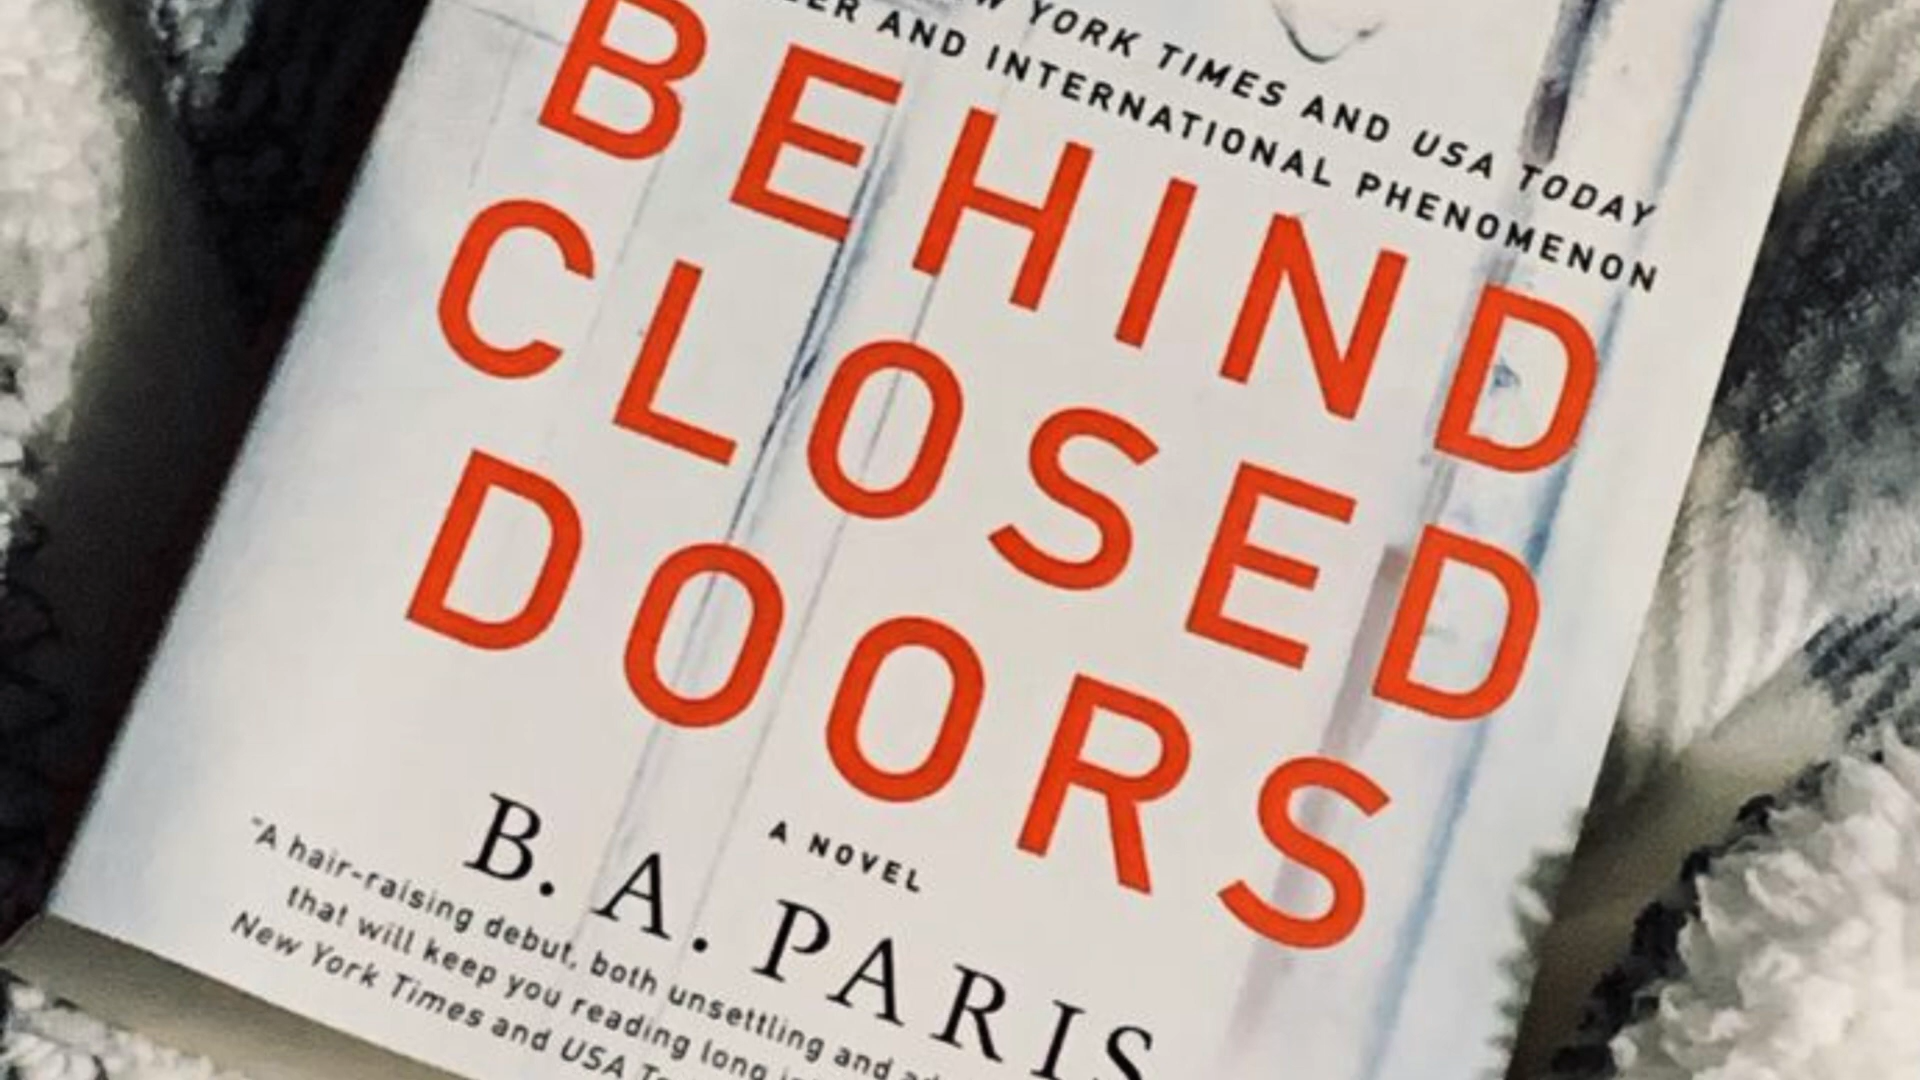 YORK TIMES AND USA TODAY
AND INTERNATIONAL PHENOMENON
BEHIND
CLOSED
DOORS
A NOVEL
B. A. PARIS
"A hair-raising debut, both unsettling and
that will keep you reading long
New York Times and USA